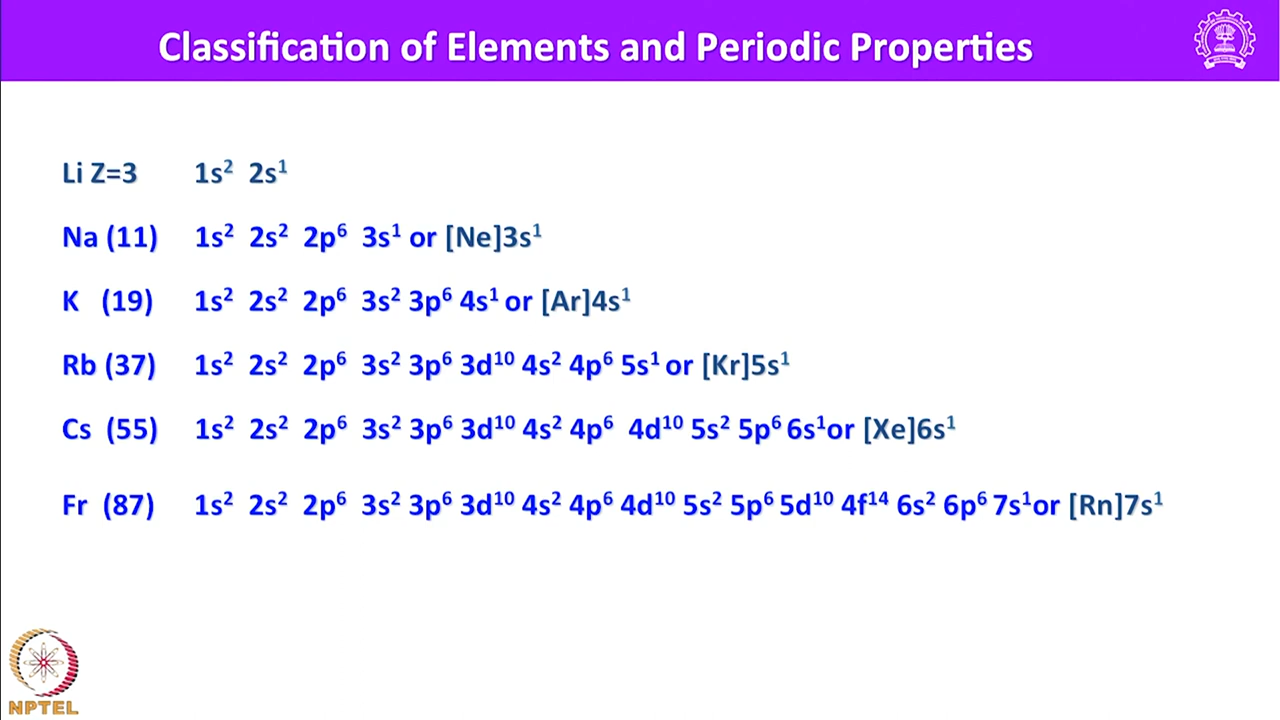 Classification of Elements and Periodic Properties
Li Z=3 1s² 2s¹
Na (11) 1s² 2s² 2p⁶ 3s¹ or [Ne]3s¹
K (19) 1s² 2s² 2p⁶ 3s² 3p⁶ 4s¹ or [Ar]4s¹
Rb (37) 1s² 2s² 2p⁶ 3s² 3p⁶ 3d¹⁰ 4s² 4p⁶ 5s¹ or [Kr]5s¹
Cs (55) 1s² 2s² 2p⁶ 3s² 3p⁶ 3d¹⁰ 4s² 4p⁶ 4d¹⁰ 5s² 5p⁶ 6s¹or [Xe]6s¹
Fr (87) 1s² 2s² 2p⁶ 3s² 3p⁶ 3d¹⁰ 4s² 4p⁶ 4d¹⁰ 5s² 5p⁶ 5d¹⁰ 4f¹⁴ 6s² 6p⁶ 7s¹or [Rn]7s¹
NPTEL